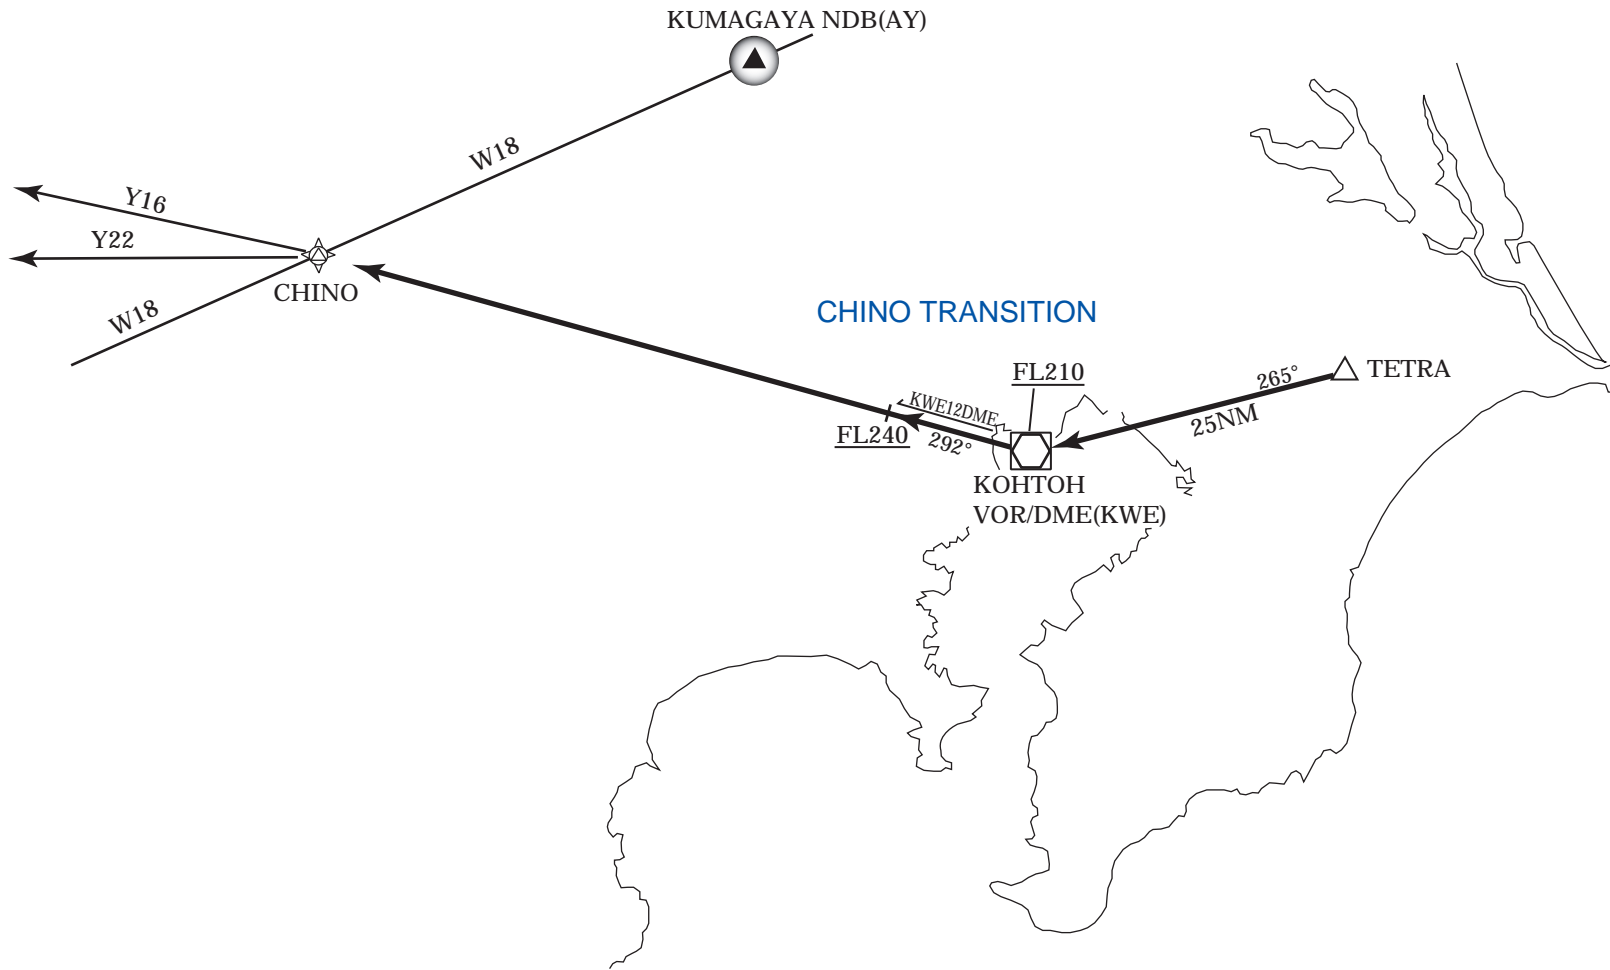 KUMAGAYA NDB(AY)
W18
Y16
Y22
CHINO
W18
CHINO TRANSITION
FL210
TETRA
265°
25NM
KWE12DME
FL240
292°
KOHTOH
VOR/DME(KWE)